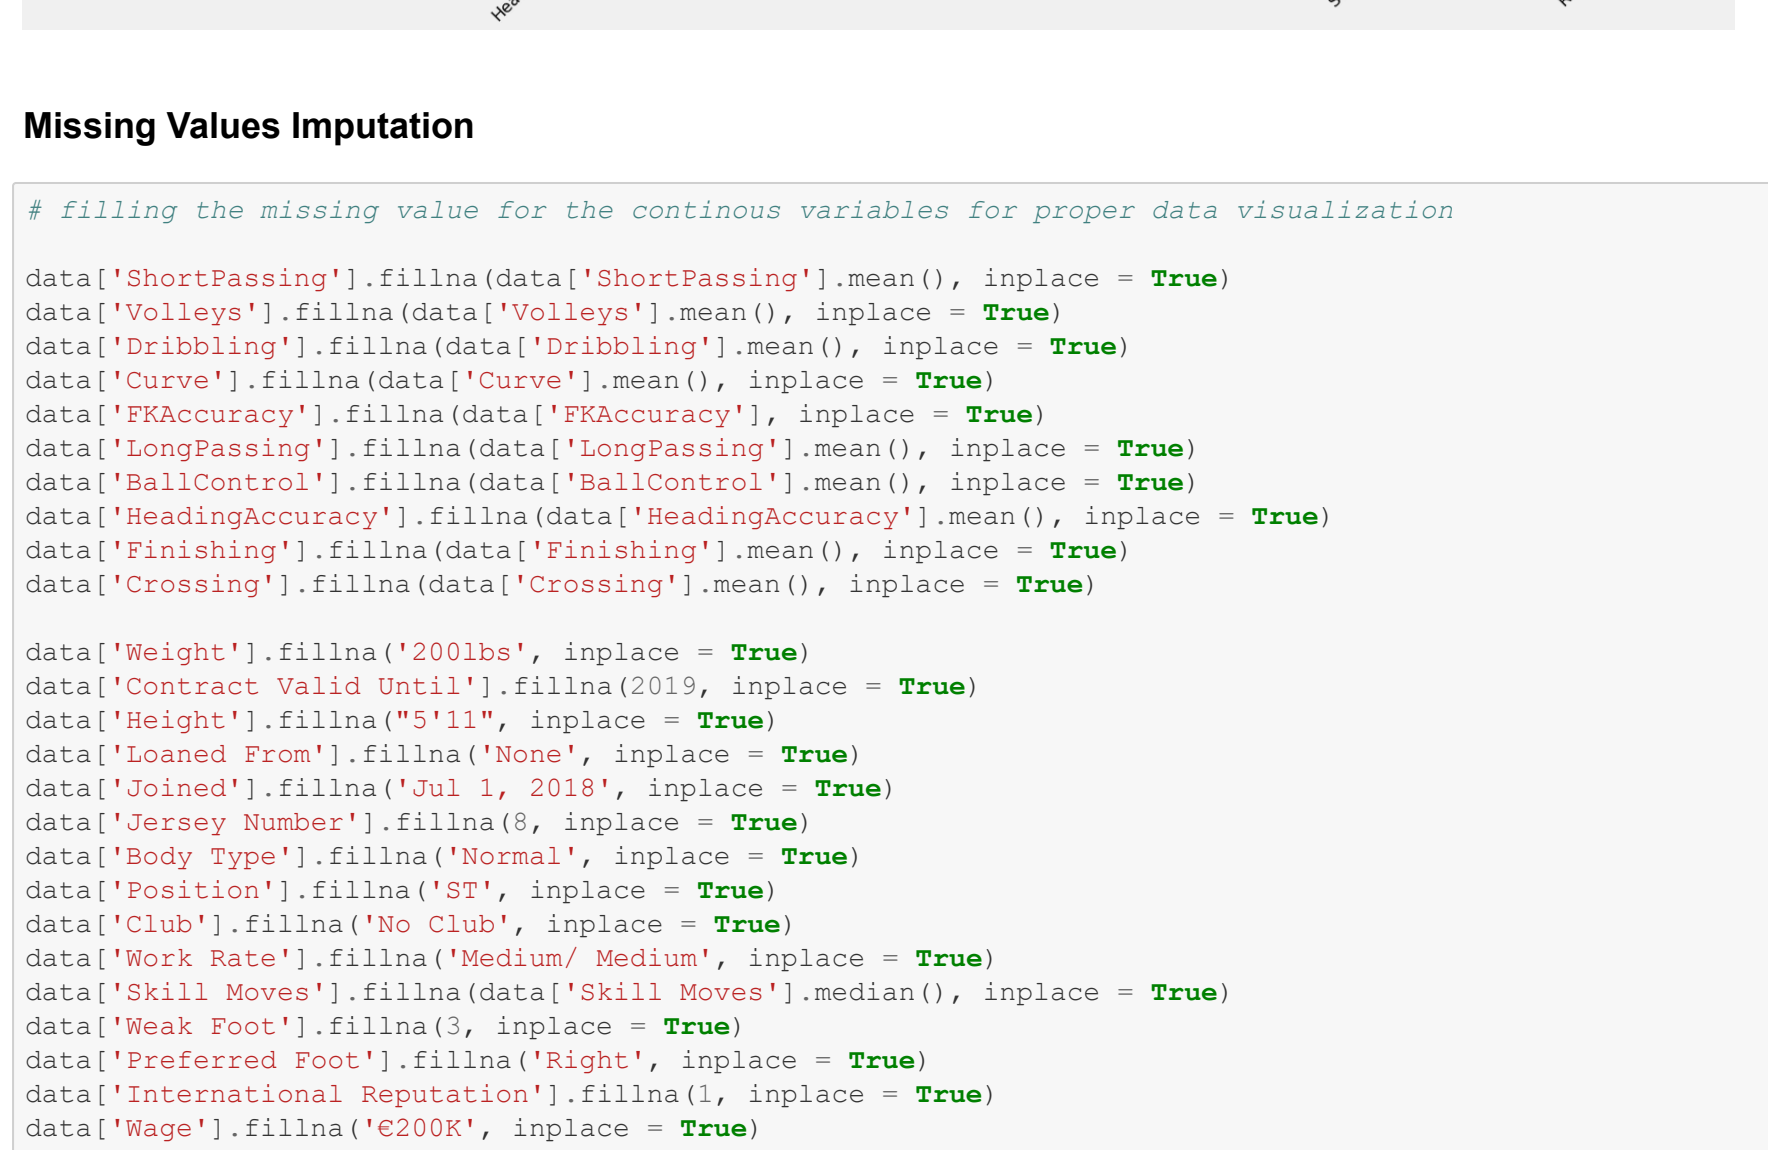 Missing Values Imputation
# filling the missing value for the continous variables for proper data visualization
data['ShortPassing'].fillna(data['ShortPassing'].mean(), inplace = True)
data['Volleys'].fillna(data['Volleys'].mean(), inplace = True)
data['Dribbling'].fillna(data['Dribbling'].mean(), inplace = True)
data['Curve'].fillna(data['Curve'].mean(), inplace = True)
data['FKAccuracy'].fillna(data['FKAccuracy'], inplace = True)
data['LongPassing'].fillna(data['LongPassing'].mean(), inplace = True)
data['BallControl'].fillna(data['BallControl'].mean(), inplace = True)
data['HeadingAccuracy'].fillna(data['HeadingAccuracy'].mean(), inplace = True)
data['Finishing'].fillna(data['Finishing'].mean(), inplace = True)
data['Crossing'].fillna(data['Crossing'].mean(), inplace = True)
data['Weight'].fillna('200lbs', inplace = True)
data['Contract Valid Until'].fillna(2019, inplace = True)
data['Height'].fillna("5'11", inplace = True)
data['Loaned From'].fillna('None', inplace = True)
data['Joined'].fillna('Jul 1, 2018', inplace = True)
data['Jersey Number'].fillna(8, inplace = True)
data['Body Type'].fillna('Normal', inplace = True)
data['Position'].fillna('ST', inplace = True)
data['Club'].fillna('No Club', inplace = True)
data['Work Rate'].fillna('Medium/ Medium', inplace = True)
data['Skill Moves'].fillna(data['Skill Moves'].median(), inplace = True)
data['Weak Foot'].fillna(3, inplace = True)
data['Preferred Foot'].fillna('Right', inplace = True)
data['International Reputation'].fillna(1, inplace = True)
data['Wage'].fillna('€200K', inplace = True)